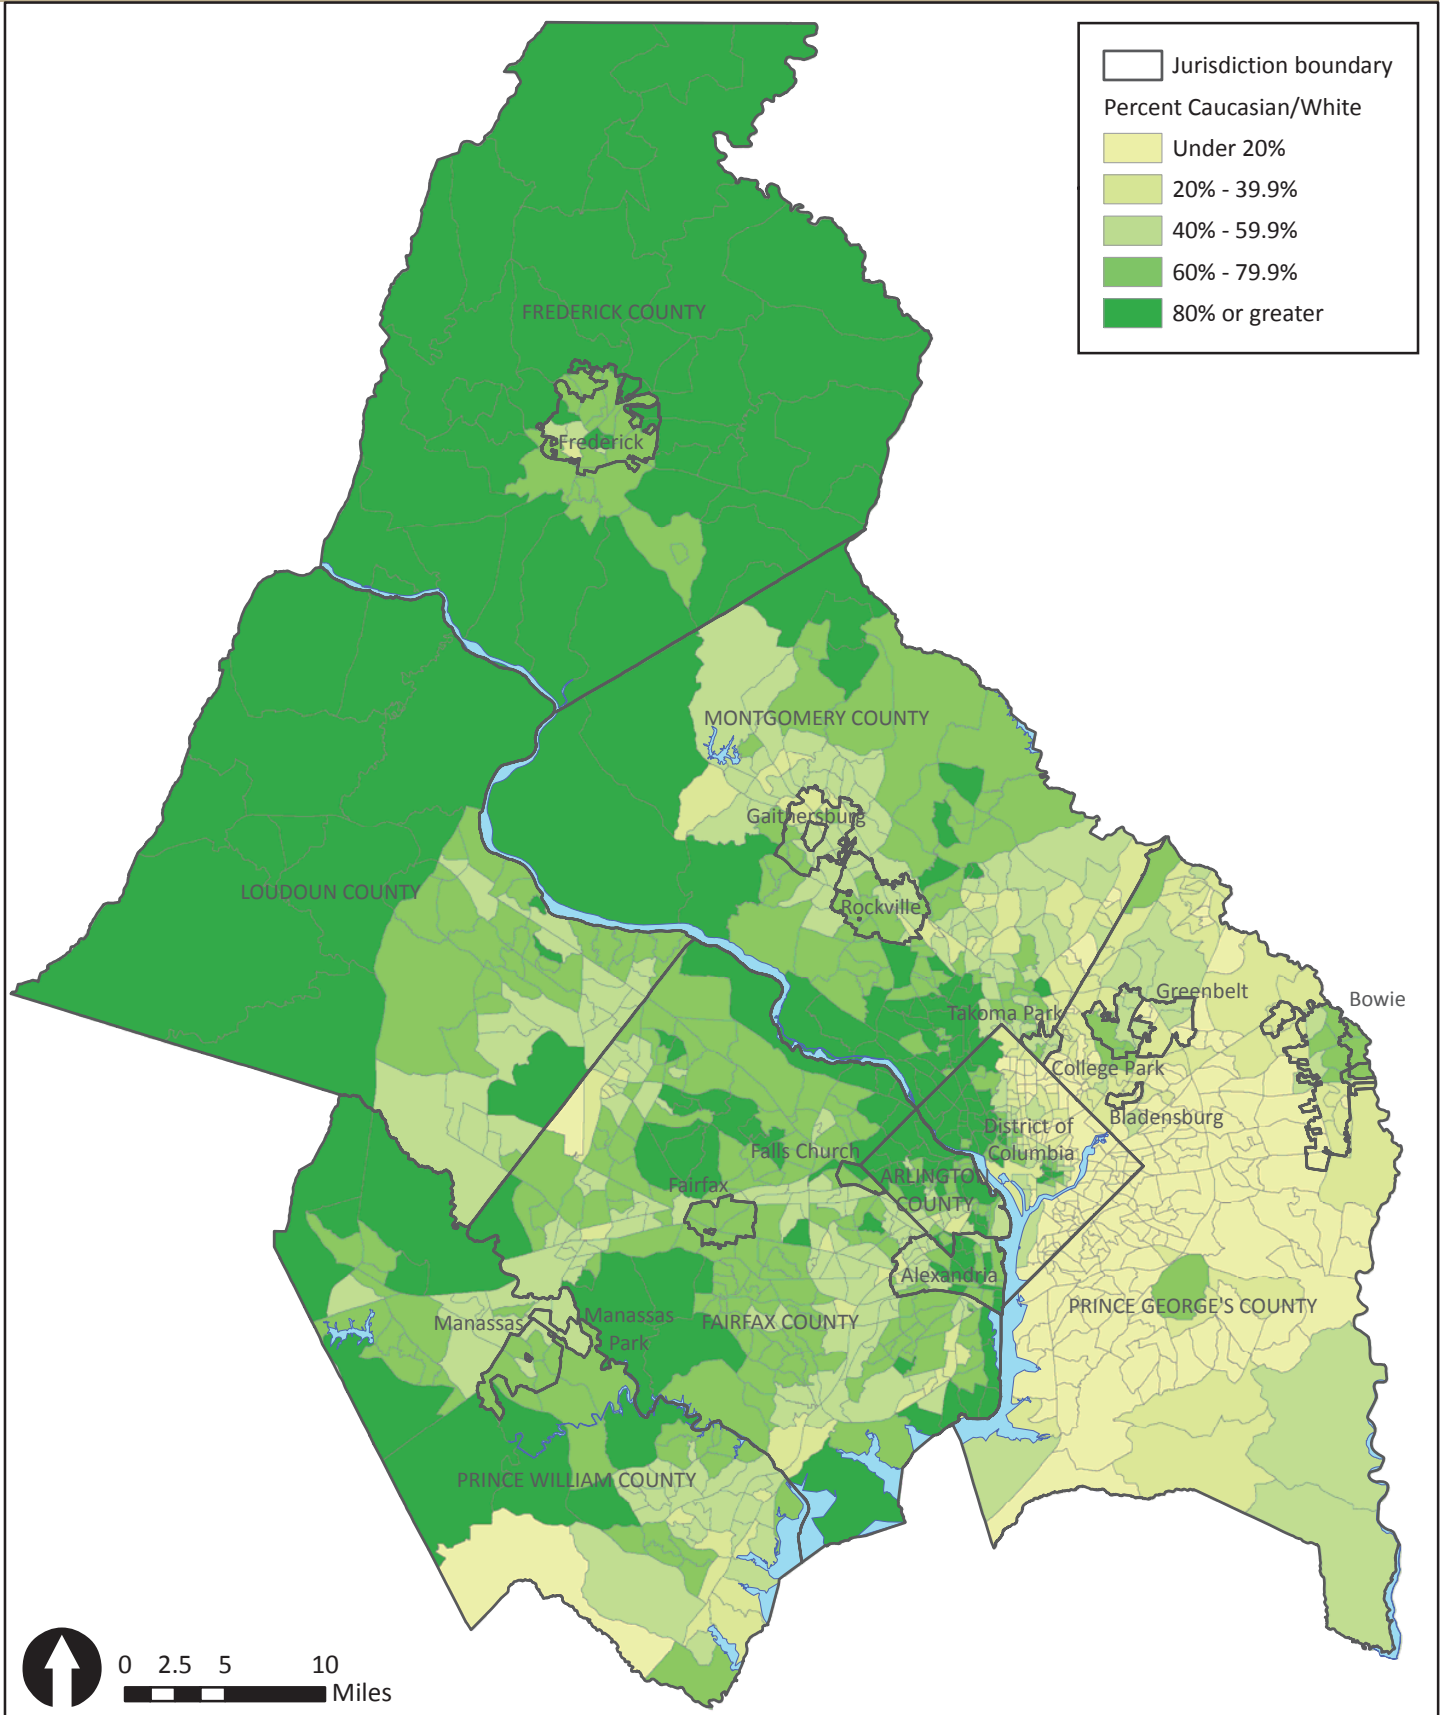 Jurisdiction boundary
Percent Caucasian/White
Under 20%
20% - 39.9%
40% - 59.9%
60% - 79.9%
80% or greater
FREDERICK COUNTY
Frederick
MONTGOMERY COUNTY
Gaithersburg
LOUDOUN COUNTY
Rockville
Greenbelt
Bowie
Takoma Park
College Park
Bladensburg
District of
Columbia
Falls Church
ARLINGTON
COUNTY
Fairfax
Alexandria
PRINCE GEORGE'S COUNTY
Manassas
Manassas
Park
FAIRFAX COUNTY
PRINCE WILLIAM COUNTY
0 2.5 5 10
Miles